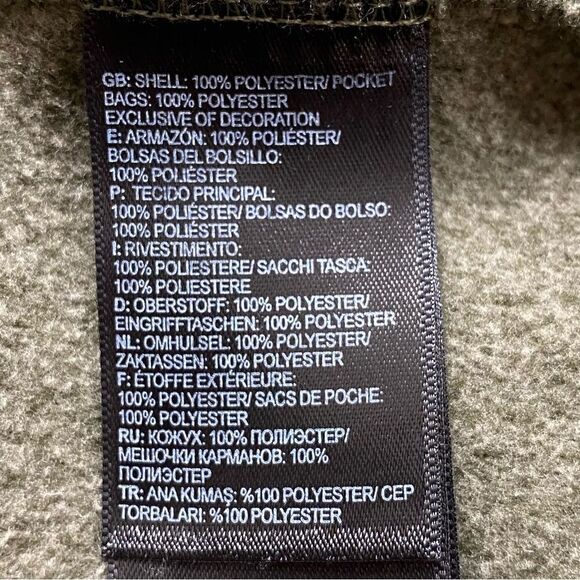 GB: SHELL: 100% POLYESTER/ POCKET
BAGS: 100% POLYESTER
EXCLUSIVE OF DECORATION
E: ARMAZÓN: 100% POLIÉSTER/
BOLSAS DEL BOLSILLO:
100% POLIÉSTER
P: TECIDO PRINCIPAL:
100% POLIÉSTER/ BOLSAS DO BOLSO:
100% POLIÉSTER
I: RIVESTIMENTO:
100% POLIESTERE/ SACCHI TASCA:
100% POLIESTERE
D: OBERSTOFF: 100% POLYESTER/
EINGRIFFTASCHEN: 100% POLYESTER
NL: OMHULSEL: 100% POLYESTER/
ZAKTASSEN: 100% POLYESTER
F: ÉTOFFE EXTÉRIEURE:
100% POLYESTER/ SACS DE POCHE:
100% POLYESTER
RU: КОЖУХ: 100% ПОЛИЭСТЕР/
МЕШОЧКИ КАРМАНОВ: 100%
ПОЛИЭСТЕР
TR: ANA KUMAŞ: %100 POLYESTER/ CEP
TORBALARI: %100 POLYESTER